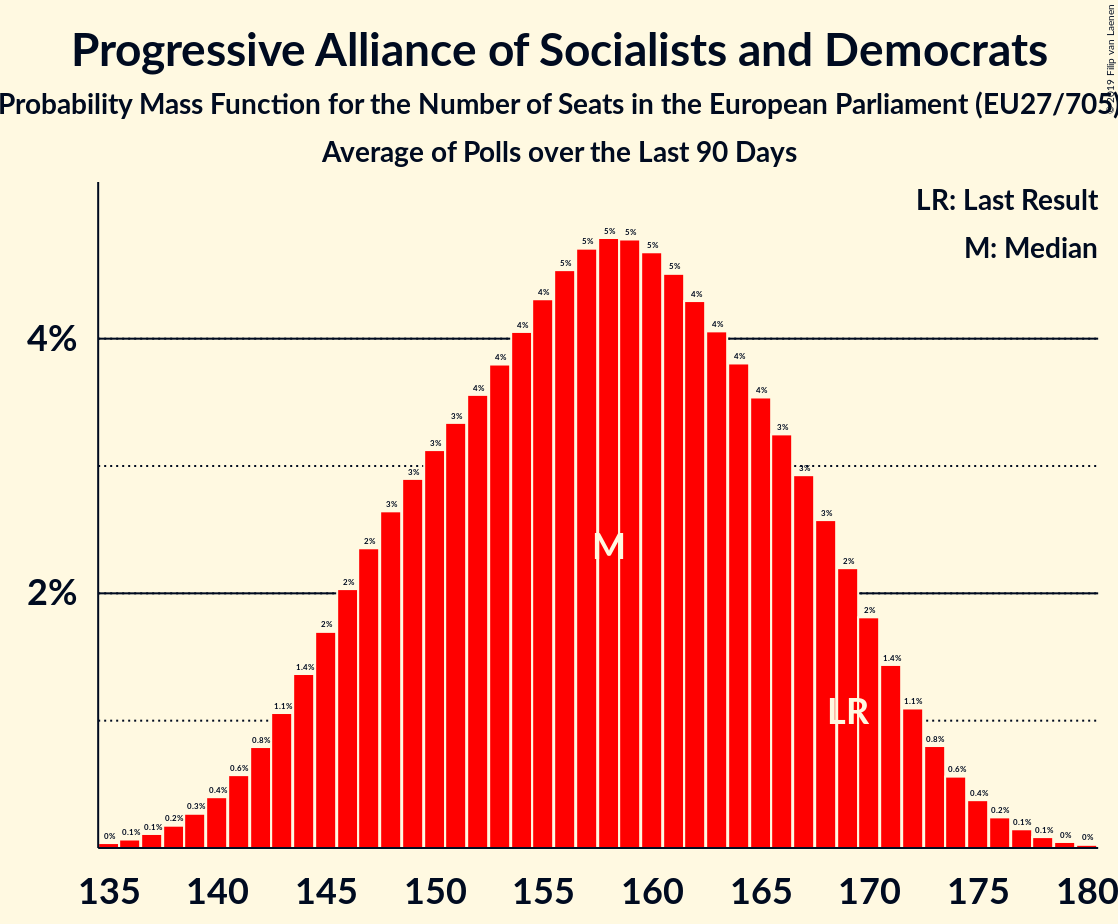 Progressive Alliance of Socialists and Democrats
Probability Mass Function for the Number of Seats in the European Parliament (EU27/705)
Average of Polls over the Last 90 Days
© 2019 Filip van Laenen
LR: Last Result
M: Median
4%
2%
0% 0.1% 0.1% 0.2% 0.3% 0.4% 0.6% 0.8% 1.1% 1.4% 2% 2% 2% 3% 3% 3% 3% 4% 4% 4% 4% 5% 5% 5% 5% 5% 5% 4% 4% 4% 4% 3% 3% 3% 2% 2% 1.4% 1.1% 0.8% 0.6% 0.4% 0.2% 0.1% 0.1% 0% 0%
M
LR
135 140 145 150 155 160 165 170 175 180